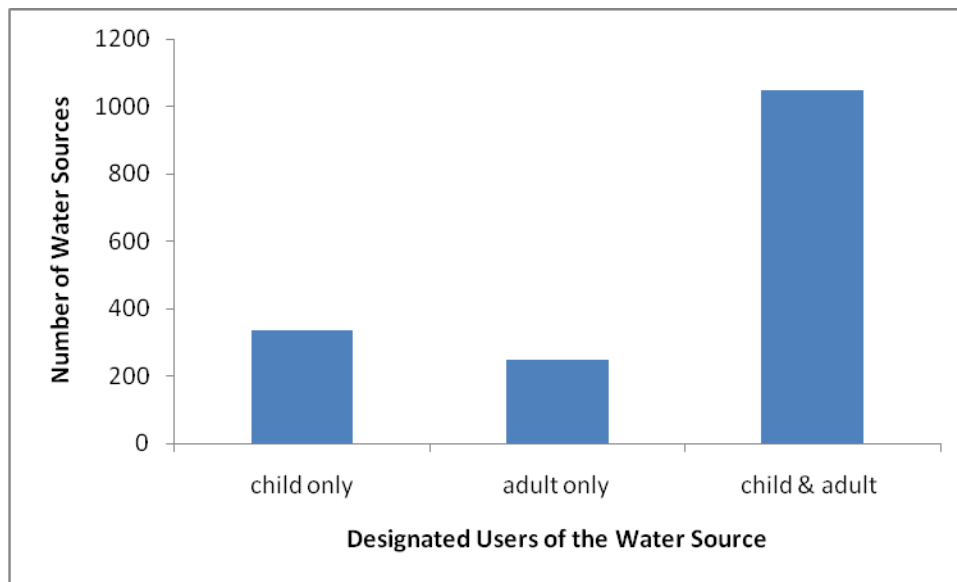 Number of Water Sources
1200
1000
800
600
400
200
0
child only
adult only
child & adult
Designated Users of the Water Source